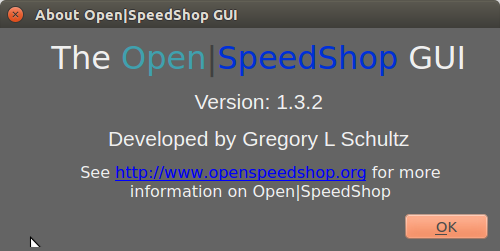 About Open|SpeedShop GUI
The Open|SpeedShop GUI
Version: 1.3.2
Developed by Gregory L Schultz
See http://www.openspeedshop.org for more
information on Open|SpeedShop
OK